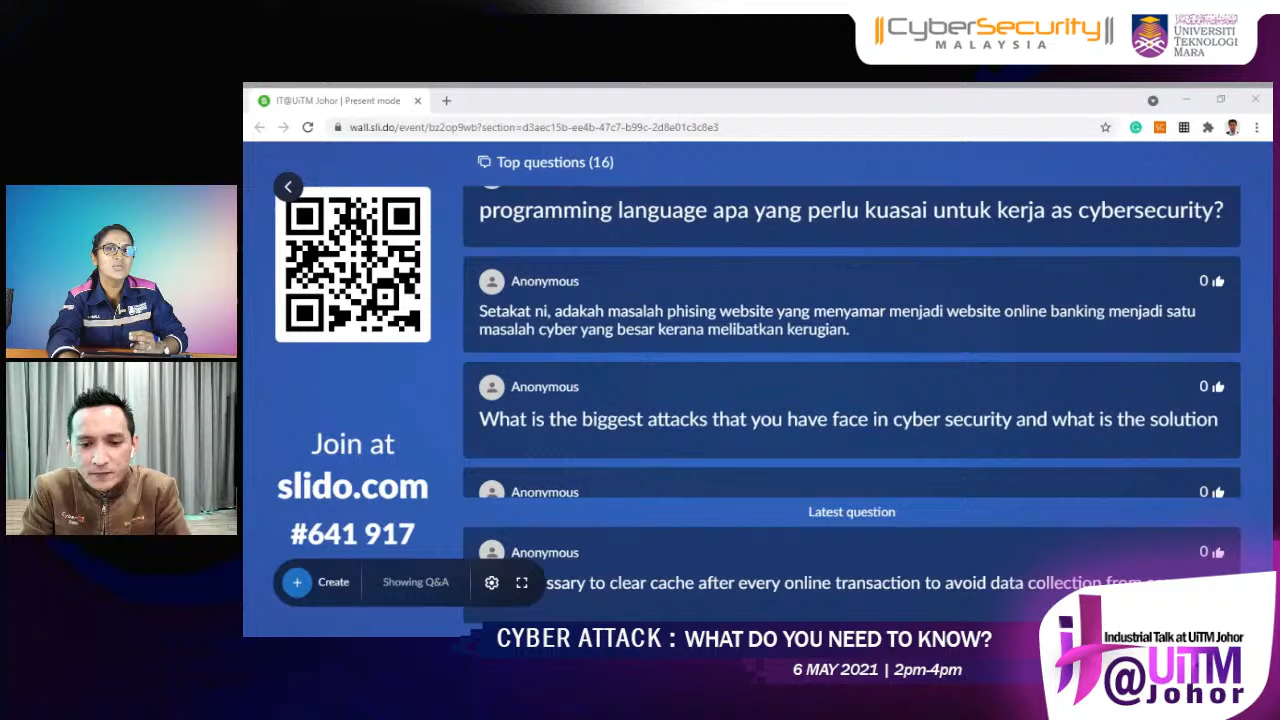 CyberSecurity
MALAYSIA
UNIVERSITI
TEKNOLOGI
MARA
IT@UiTM Johor | Present mode
wall.sli.do/event/bz2op9wb?section=d3aec15b-ee4b-47c7-b99c-2d8e01c3c8e3
Top questions (16)
programming language apa yang perlu kuasai untuk kerja as cybersecurity?
Anonymous
0
Setakat ni, adakah masalah phising website yang menyamar menjadi website online banking menjadi satu
masalah cyber yang besar kerana melibatkan kerugian.
Anonymous
0
What is the biggest attacks that you have face in cyber security and what is the solution
Anonymous
0
Latest question
Anonymous
0
ssary to clear cache after every online transaction to avoid data collection from
Join at
slido.com
#641 917
Create
Showing Q&A
CYBER ATTACK : WHAT DO YOU NEED TO KNOW?
6 MAY 2021 | 2pm-4pm
Industrial Talk at UiTM Johor
it
@UiTM
Johor